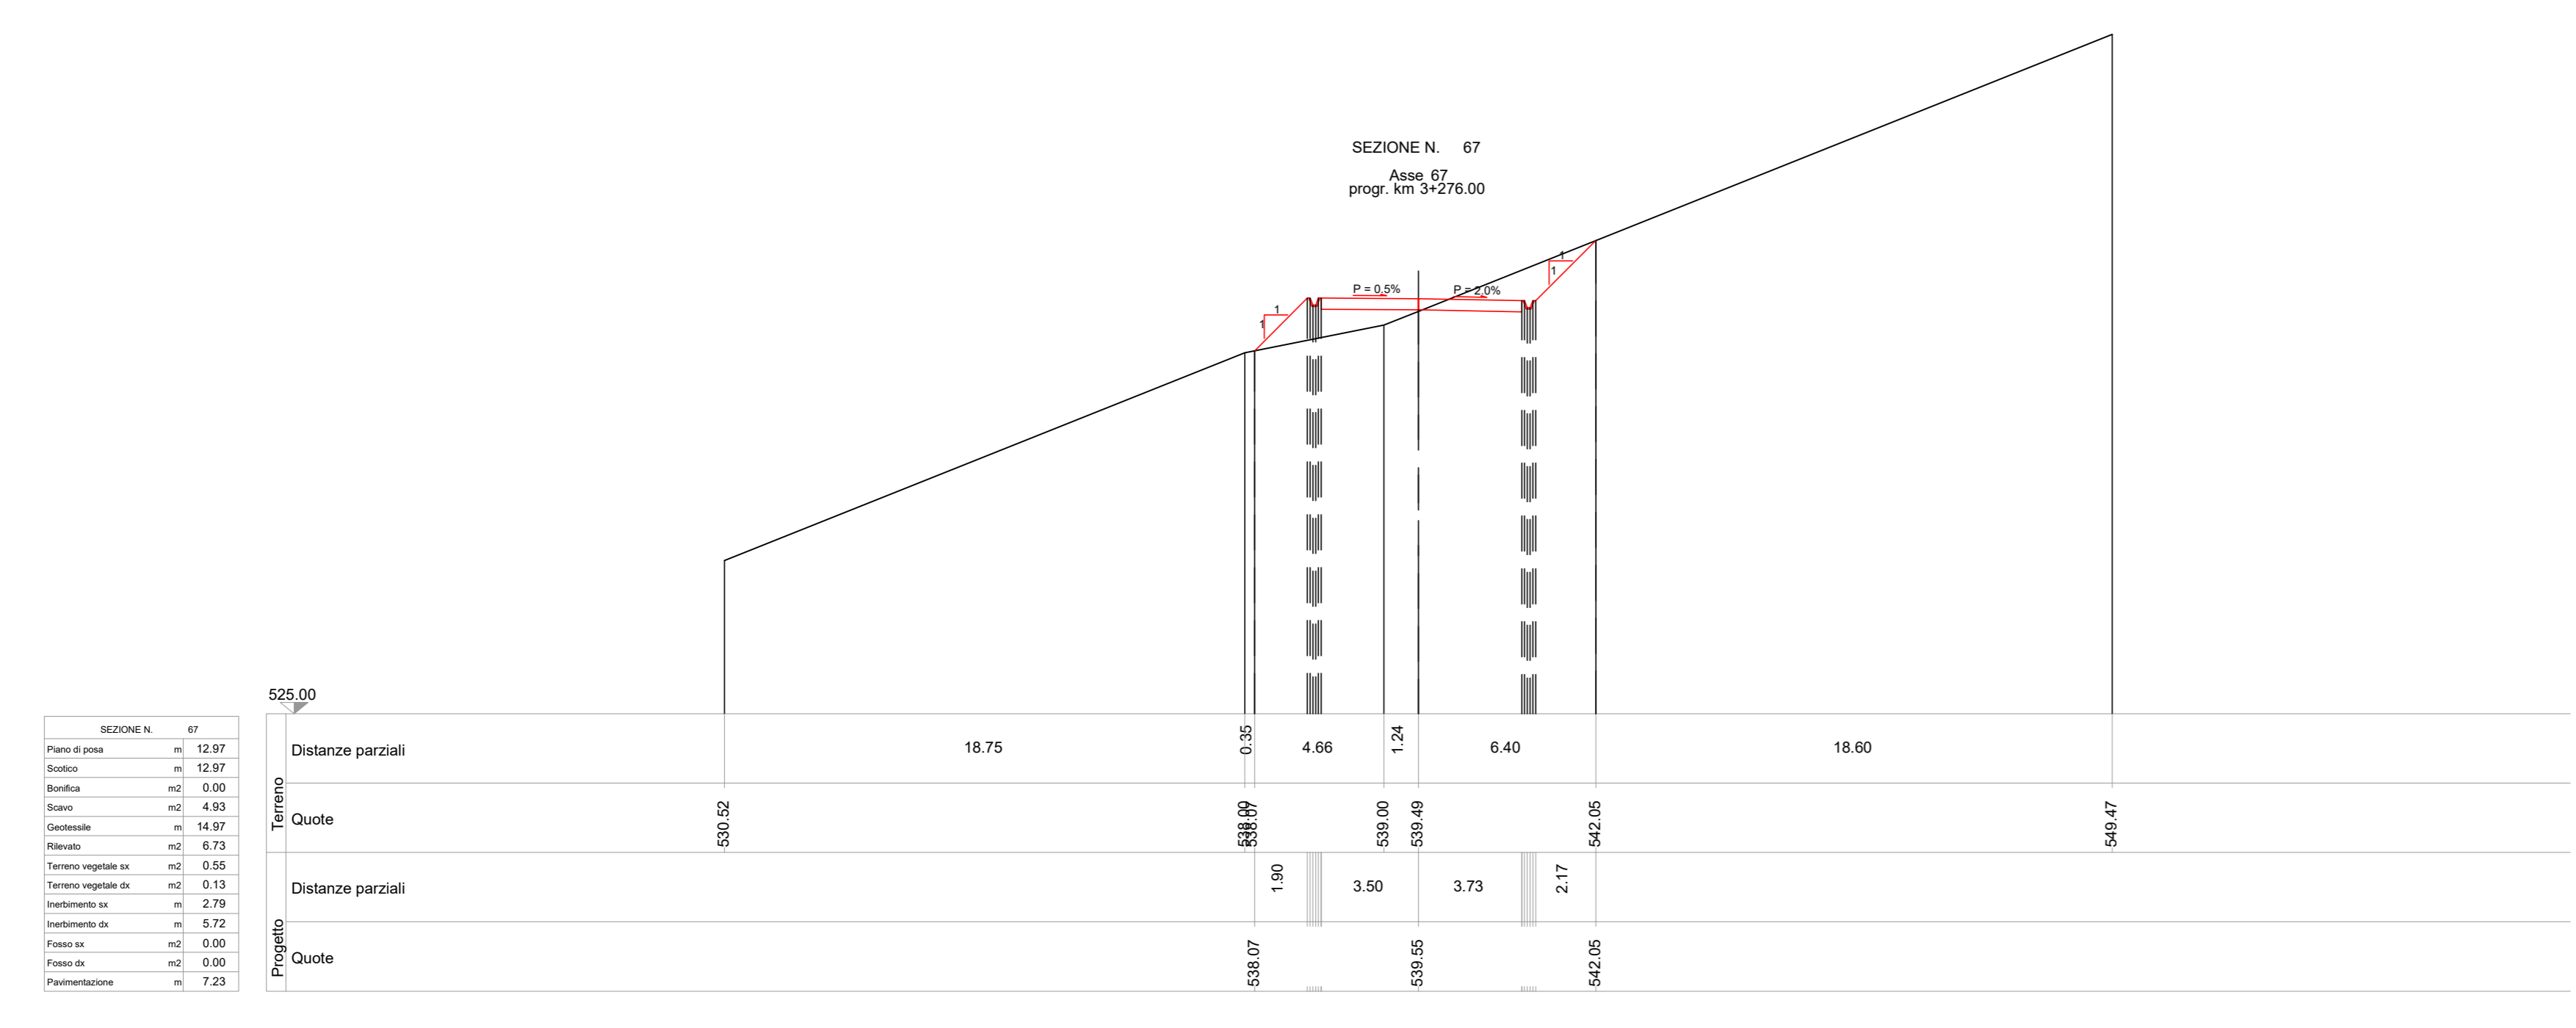 SEZIONE N. 67
Asse 67
progr. km 3+276.00
1
1
P = 0.5%
P = 2.0%
1
1
525.00
SEZIONE N. 67
Piano di posa m 12.97
Scotico m 12.97
Bonifica m2 0.00
Scavo m2 4.93
Geotessile m 14.97
Rilevato m2 6.73
Terreno vegetale sx m2 0.55
Terreno vegetale dx m2 0.13
Inerbimento sx m 2.79
Inerbimento dx m 5.72
Fosso sx m2 0.00
Fosso dx m2 0.00
Pavimentazione m 7.23
Terreno
Distanze parziali 18.75 0.35 4.66 1.24 6.40 18.60
Quote 530.52 538.00 538.07 539.00 539.49 542.05 549.47
Progetto
Distanze parziali 1.90 3.50 3.73 2.17
Quote 538.07 539.55 542.05